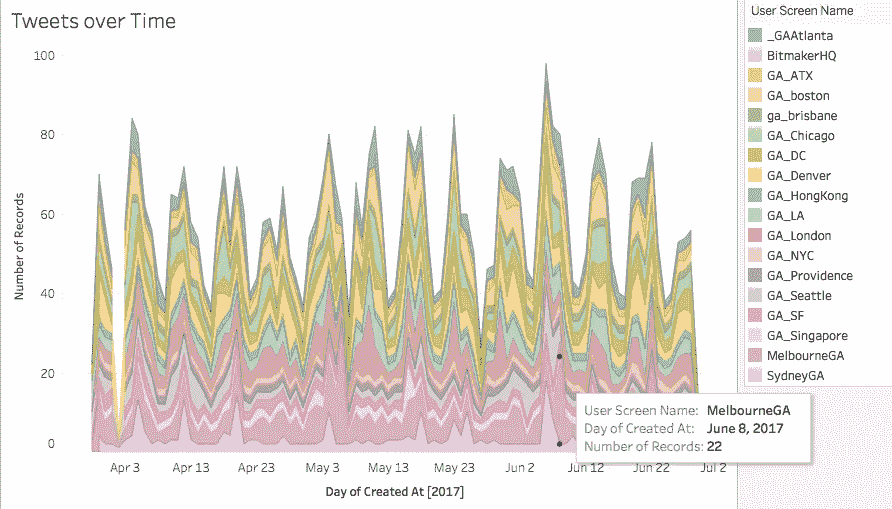 Tweets over Time
User Screen Name
_GAAtlanta
BitmakerHQ
GA_ATX
GA_boston
ga_brisbane
GA_Chicago
GA_DC
GA_Denver
GA_HongKong
GA_LA
GA_London
GA_NYC
GA_Providence
GA_Seattle
GA_SF
GA_Singapore
MelbourneGA
SydneyGA
Number of Records
100
80
60
40
20
0
User Screen Name: MelbourneGA
Day of Created At: June 8, 2017
Number of Records: 22
Apr 3 Apr 13 Apr 23 May 3 May 13 May 23 Jun 2 Jun 12 Jun 22 Jul 2
Day of Created At [2017]